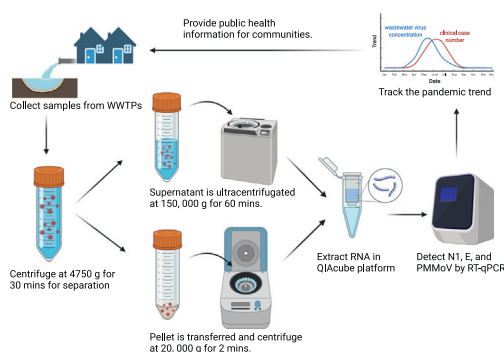 Provide public health
information for communities.
Trend
wastewater virus
concentration
clinical case
number
Date
Collect samples from WWTPs
Track the pandemic trend
Supernatant is ultracentrifugated
at 150, 000 g for 60 mins.
Centrifuge at 4750 g for
30 mins for separation
Extract RNA in
QIAcube platform
Detect N1, E, and
PMMoV by RT-qPCR
Pellet is transferred and centrifuge
at 20, 000 g for 2 mins.